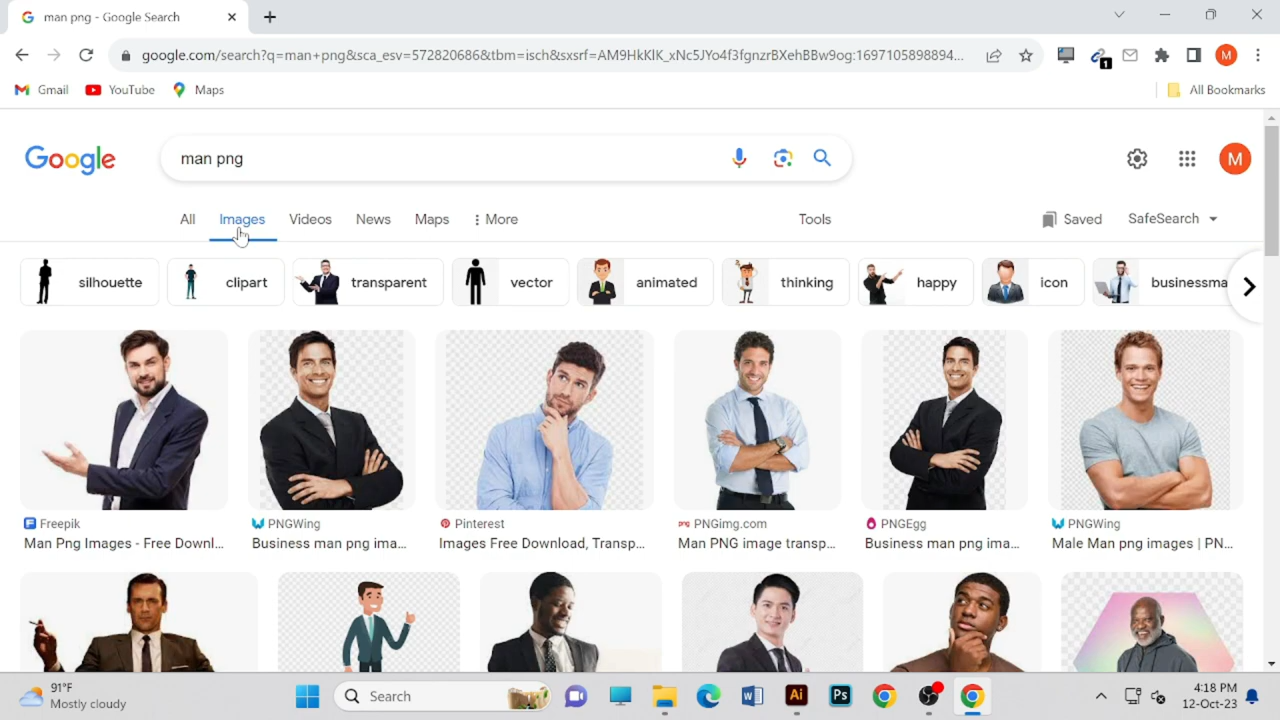 man png - Google Search
google.com/search?q=man+png&sca_esv=572820686&tbm=isch&sxsrf=AM9HkKlK_xNc5JYo4f3fgnzrBXehBBw9og:1697105898894...
1
M
Gmail YouTube Maps All Bookmarks
Google man png M
All Images Videos News Maps More Tools Saved SafeSearch
silhouette clipart transparent vector animated thinking happy icon businessma
Freepik PNGWing Pinterest PNGimg.com PNGEgg PNGWing
Man Png Images - Free Downl... Business man png ima... Images Free Download, Transp... Man PNG image transp... Business man png ima... Male Man png images | PN...
91°F
Mostly cloudy
Search
W Ai Ps
4:18 PM
12-Oct-23